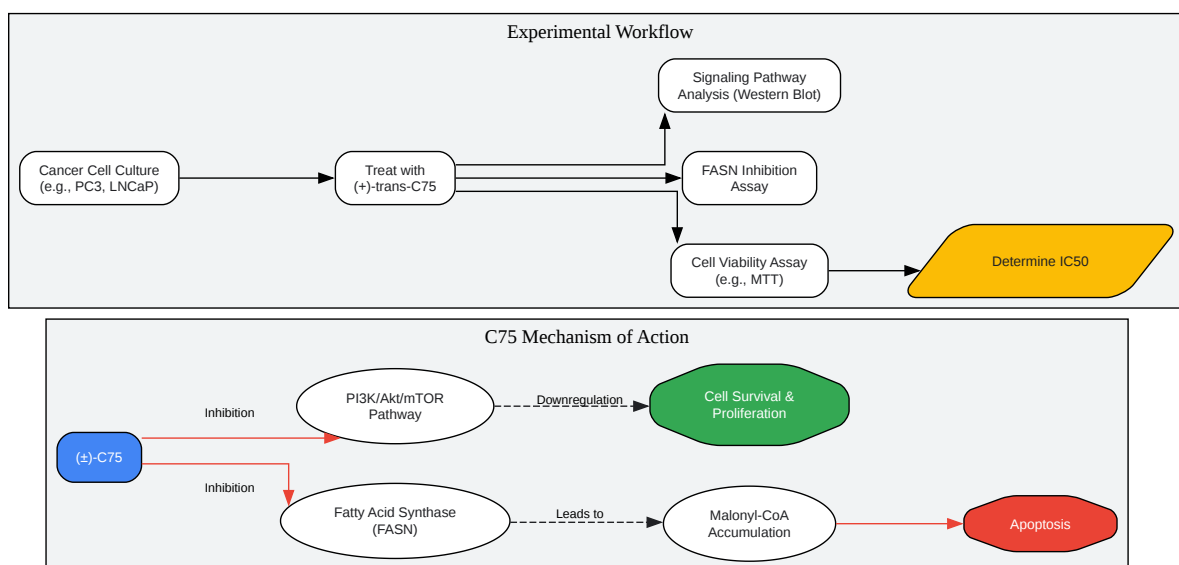 Experimental Workflow
Signaling Pathway
Analysis (Western Blot)
Cancer Cell Culture
(e.g., PC3, LNCaP)
Treat with
(+)-trans-C75
FASN Inhibition
Assay
Cell Viability Assay
(e.g., MTT)
Determine IC50
C75 Mechanism of Action
PI3K/Akt/mTOR
Pathway
Downregulation
Cell Survival &
Proliferation
Inhibition
(±)-C75
Inhibition
Fatty Acid Synthase
(FASN)
Leads to
Malonyl-CoA
Accumulation
Apoptosis